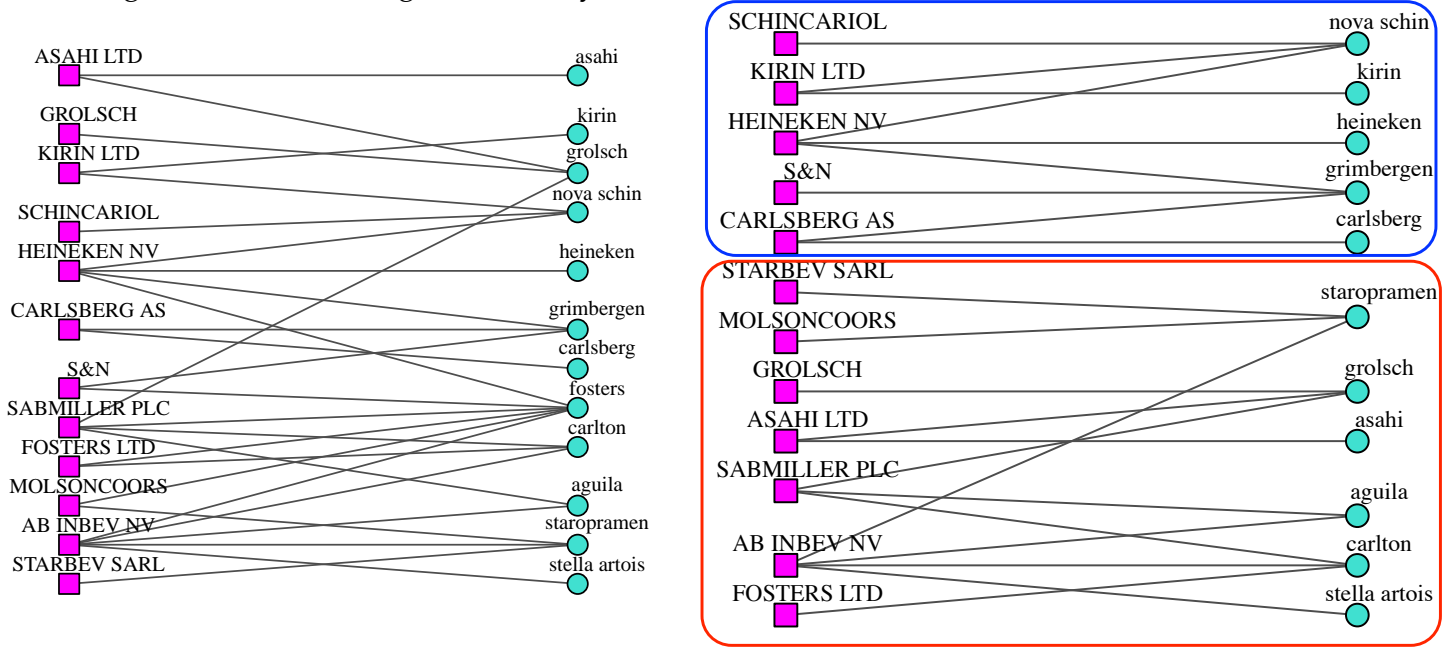 ASAHI LTD
asahi
GROLSCH
kirin
KIRIN LTD
grolsch
nova schin
SCHINCARIOL
HEINEKEN NV
heineken
CARLSBERG AS
grimbergen
carlsberg
S&N
fosters
SABMILLER PLC
carlton
FOSTERS LTD
MOLSONCOORS
aguila
AB INBEV NV
staropramen
STARBEV SARL
stella artois
SCHINCARIOL
nova schin
KIRIN LTD
kirin
HEINEKEN NV
heineken
S&N
grimbergen
CARLSBERG AS
carlsberg
STARBEV SARL
staropramen
MOLSONCOORS
GROLSCH
grolsch
ASAHI LTD
asahi
SABMILLER PLC
aguila
AB INBEV NV
carlton
FOSTERS LTD
stella artois